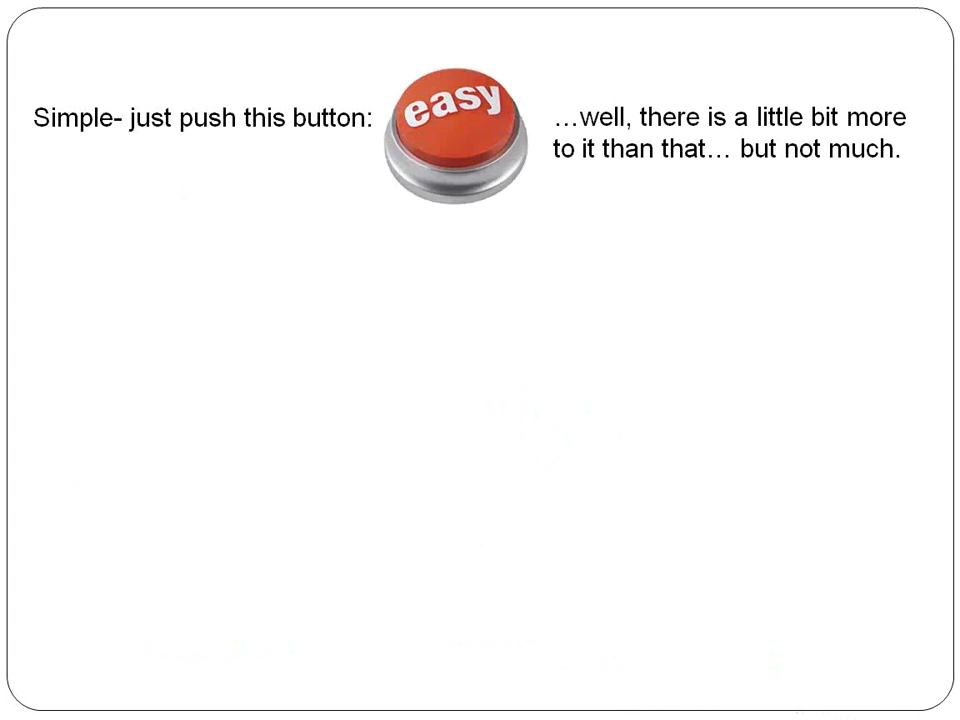 Simple- just push this button:
easy
…well, there is a little bit more
to it than that… but not much.